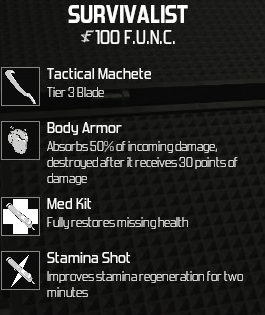 SURVIVALIST
£100 F.U.N.C.
Tactical Machete
Tier 3 Blade
Body Armor
Absorbs 50% of incoming damage,
destroyed after it receives 30 points of
damage
Med Kit
Fully restores missing health
Stamina Shot
Improves stamina regeneration for two
minutes